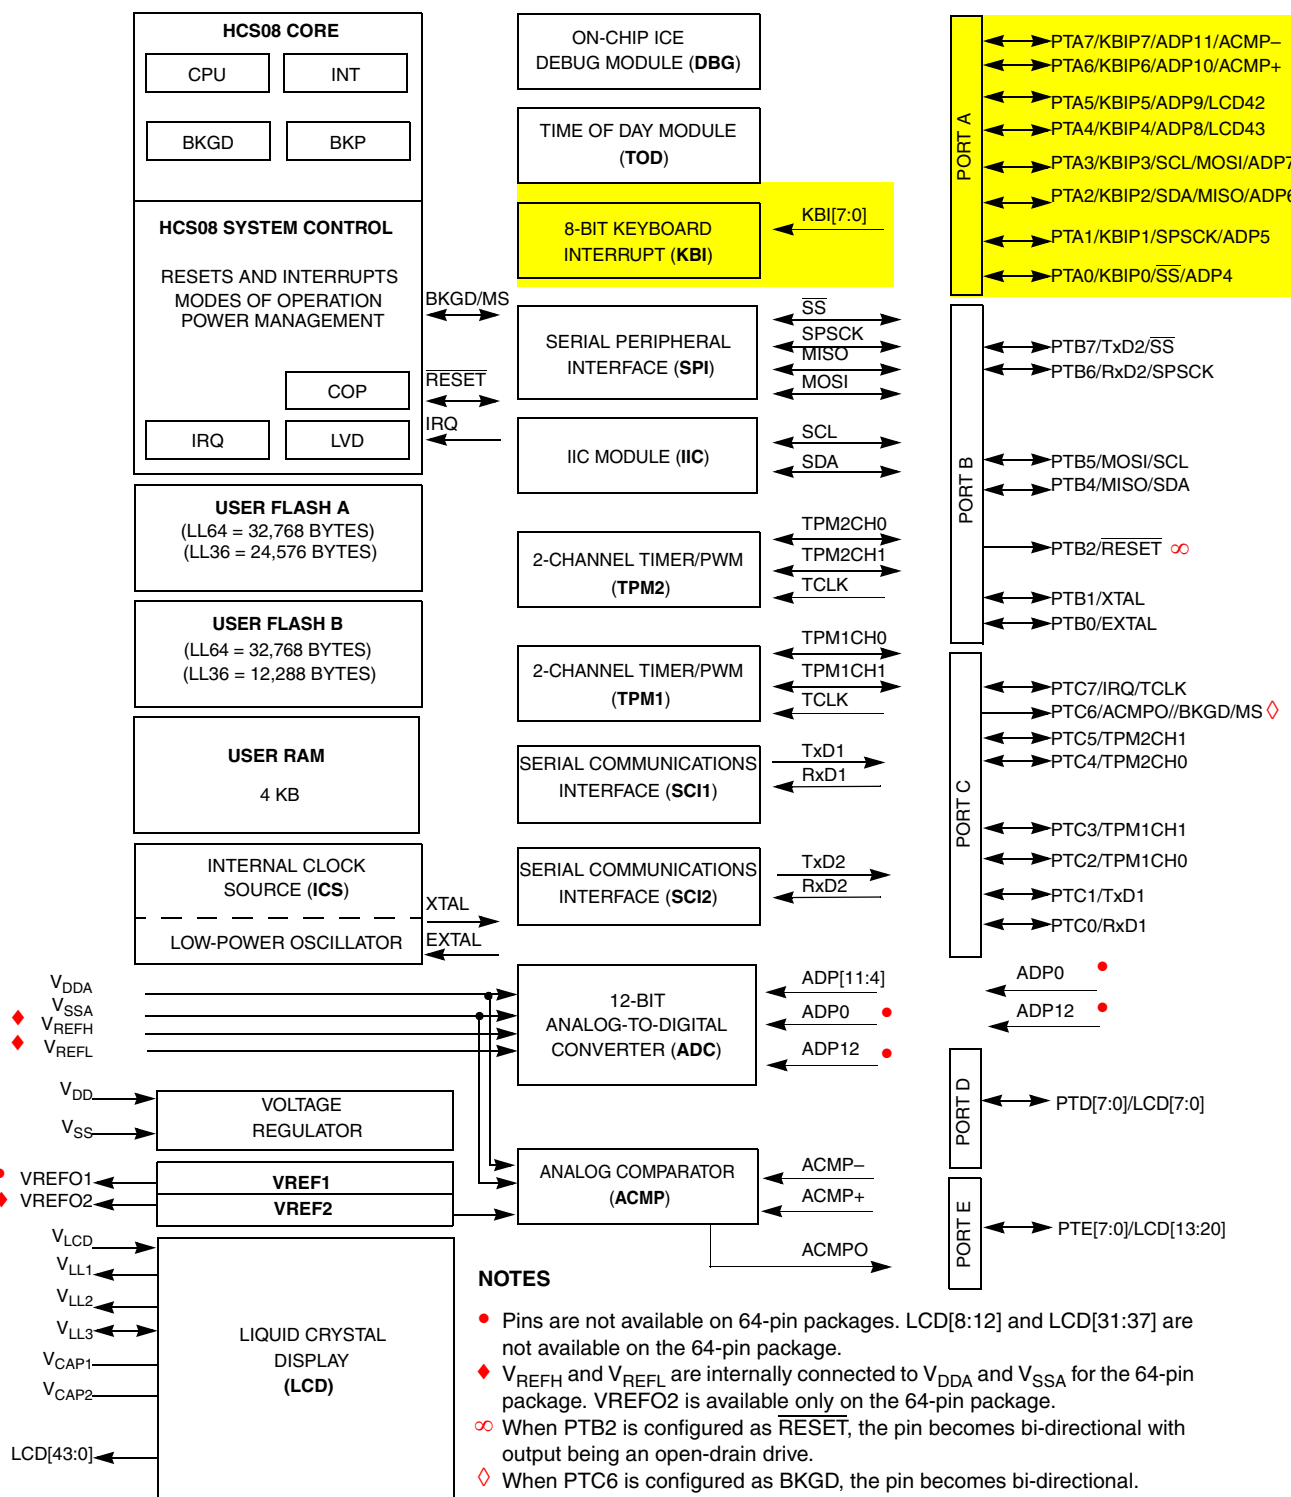 HCS08 CORE
CPU
INT
BKGD
BKP
HCS08 SYSTEM CONTROL
RESETS AND INTERRUPTS
MODES OF OPERATION
POWER MANAGEMENT
COP
IRQ
LVD
BKGD/MS
RESET
IRQ
USER FLASH A
(LL64 = 32,768 BYTES)
(LL36 = 24,576 BYTES)
USER FLASH B
(LL64 = 32,768 BYTES)
(LL36 = 12,288 BYTES)
USER RAM
4 KB
INTERNAL CLOCK
SOURCE (ICS)
LOW-POWER OSCILLATOR
XTAL
EXTAL
VDDA
VSSA
♦ VREFH
♦ VREFL
VDD
VSS
VOLTAGE
REGULATOR
• VREFO1
♦ VREFO2
VREF1
VREF2
VLCD
VLL1
VLL2
VLL3
VCAP1
VCAP2
LCD[43:0]
LIQUID CRYSTAL
DISPLAY
(LCD)
ON-CHIP ICE
DEBUG MODULE (DBG)
TIME OF DAY MODULE
(TOD)
8-BIT KEYBOARD
INTERRUPT (KBI)
KBI[7:0]
SERIAL PERIPHERAL
INTERFACE (SPI)
SS
SPSCK
MISO
MOSI
IIC MODULE (IIC)
SCL
SDA
2-CHANNEL TIMER/PWM
(TPM2)
TPM2CH0
TPM2CH1
TCLK
2-CHANNEL TIMER/PWM
(TPM1)
TPM1CH0
TPM1CH1
TCLK
SERIAL COMMUNICATIONS
INTERFACE (SCI1)
TxD1
RxD1
SERIAL COMMUNICATIONS
INTERFACE (SCI2)
TxD2
RxD2
12-BIT
ANALOG-TO-DIGITAL
CONVERTER (ADC)
ADP[11:4]
ADP0 •
ADP12 •
ANALOG COMPARATOR
(ACMP)
ACMP–
ACMP+
ACMPO
PORT A
PTA7/KBIP7/ADP11/ACMP–
PTA6/KBIP6/ADP10/ACMP+
PTA5/KBIP5/ADP9/LCD42
PTA4/KBIP4/ADP8/LCD43
PTA3/KBIP3/SCL/MOSI/ADP7
PTA2/KBIP2/SDA/MISO/ADP6
PTA1/KBIP1/SPSCK/ADP5
PTA0/KBIP0/SS/ADP4
PORT B
PTB7/TxD2/SS
PTB6/RxD2/SPSCK
PTB5/MOSI/SCL
PTB4/MISO/SDA
PTB2/RESET ∞
PTB1/XTAL
PTB0/EXTAL
PORT C
PTC7/IRQ/TCLK
PTC6/ACMPO//BKGD/MS ◊
PTC5/TPM2CH1
PTC4/TPM2CH0
PTC3/TPM1CH1
PTC2/TPM1CH0
PTC1/TxD1
PTC0/RxD1
ADP0 •
ADP12 •
PORT D
PTD[7:0]/LCD[7:0]
PORT E
PTE[7:0]/LCD[13:20]
NOTES
• Pins are not available on 64-pin packages. LCD[8:12] and LCD[31:37] are
not available on the 64-pin package.
♦ VREFH and VREFL are internally connected to VDDA and VSSA for the 64-pin
package. VREFO2 is available only on the 64-pin package.
∞ When PTB2 is configured as RESET, the pin becomes bi-directional with
output being an open-drain drive.
◊ When PTC6 is configured as BKGD, the pin becomes bi-directional.